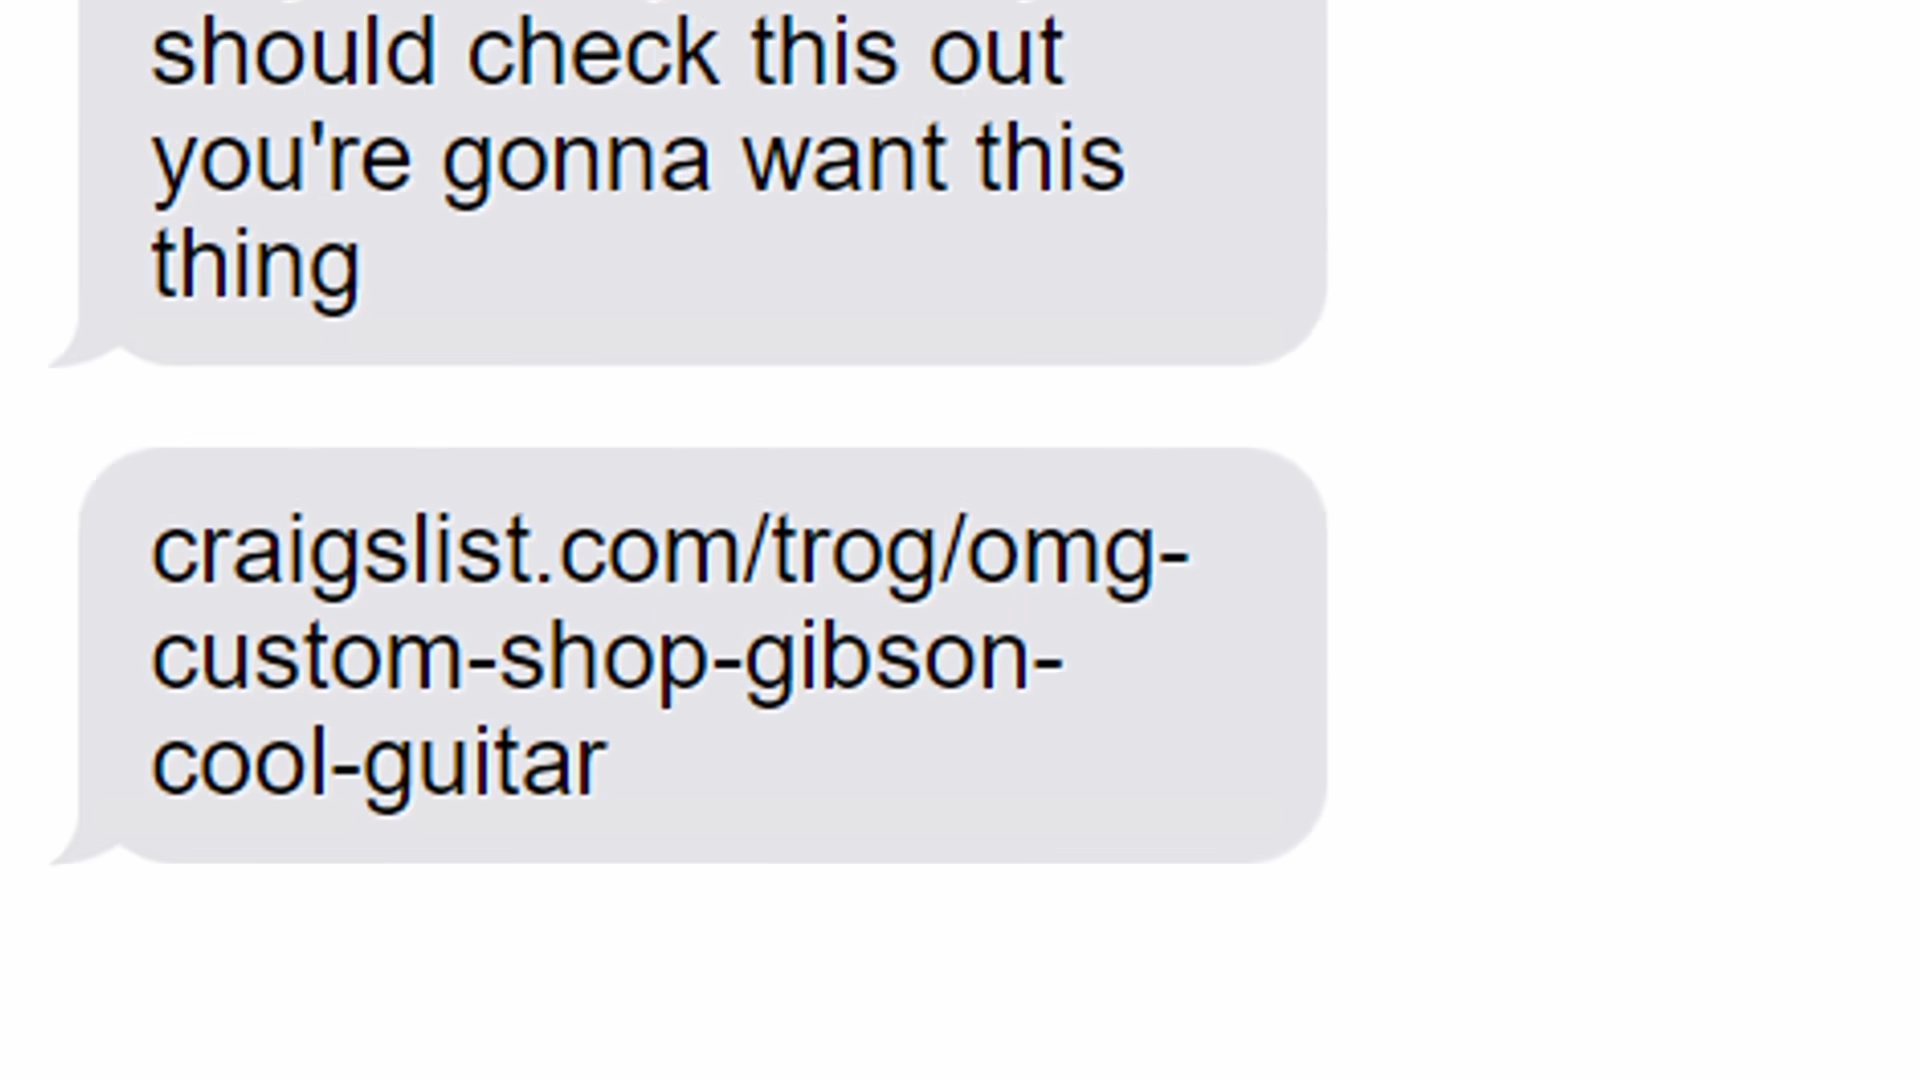 should check this out
you're gonna want this
thing
craigslist.com/trog/omg-
custom-shop-gibson-
cool-guitar